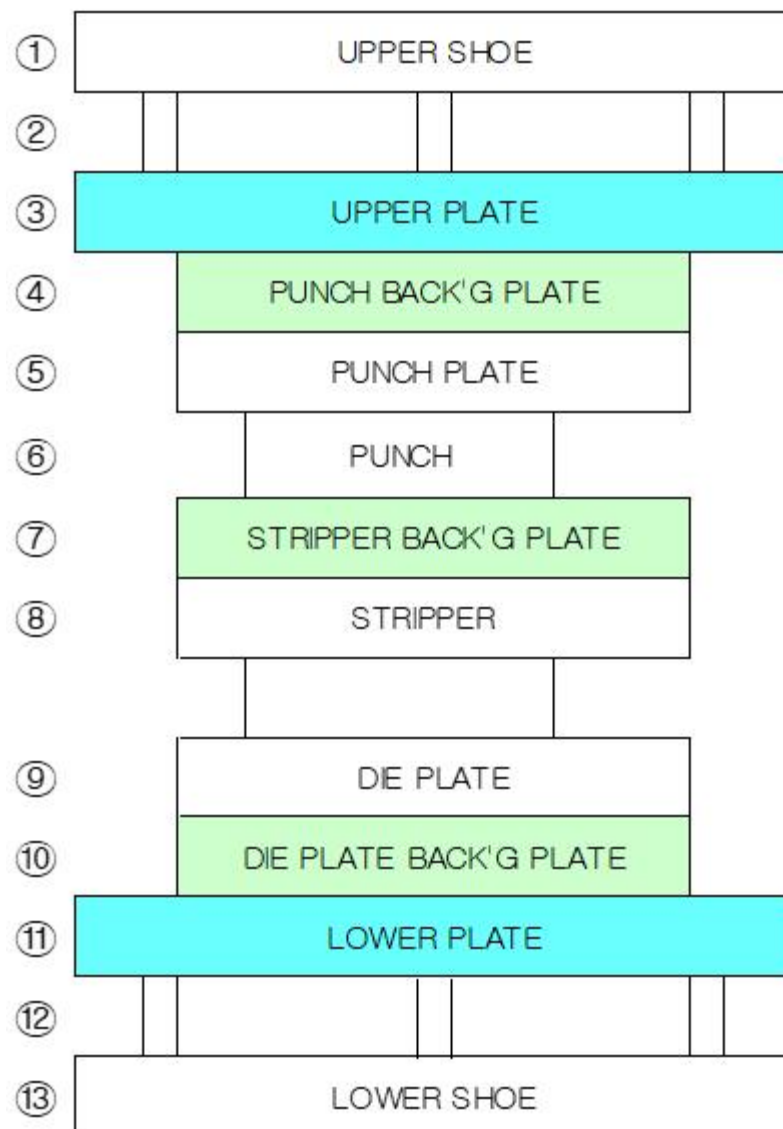 ① UPPER SHOE
②
③ UPPER PLATE
④ PUNCH BACK'G PLATE
⑤ PUNCH PLATE
⑥ PUNCH
⑦ STRIPPER BACK'G PLATE
⑧ STRIPPER
⑨ DIE PLATE
⑩ DIE PLATE BACK'G PLATE
⑪ LOWER PLATE
⑫
⑬ LOWER SHOE